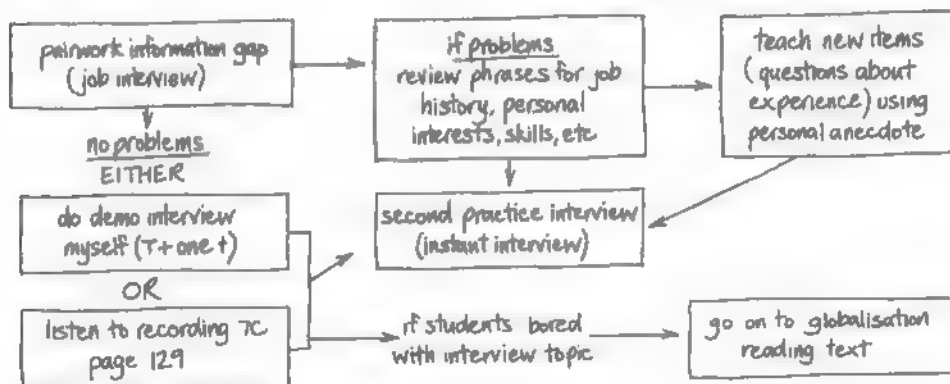 pairwork information gap
(job interview)
if problems
review phrases for job
history, personal
interests, skills, etc
teach new items
(questions about
experience) using
personal anecdote
no problems
EITHER
do demo interview
myself (T + one t)
OR
listen to recording 7C
page 129
second practice interview
(instant interview)
if students bored
with interview topic
go on to globalisation
reading text